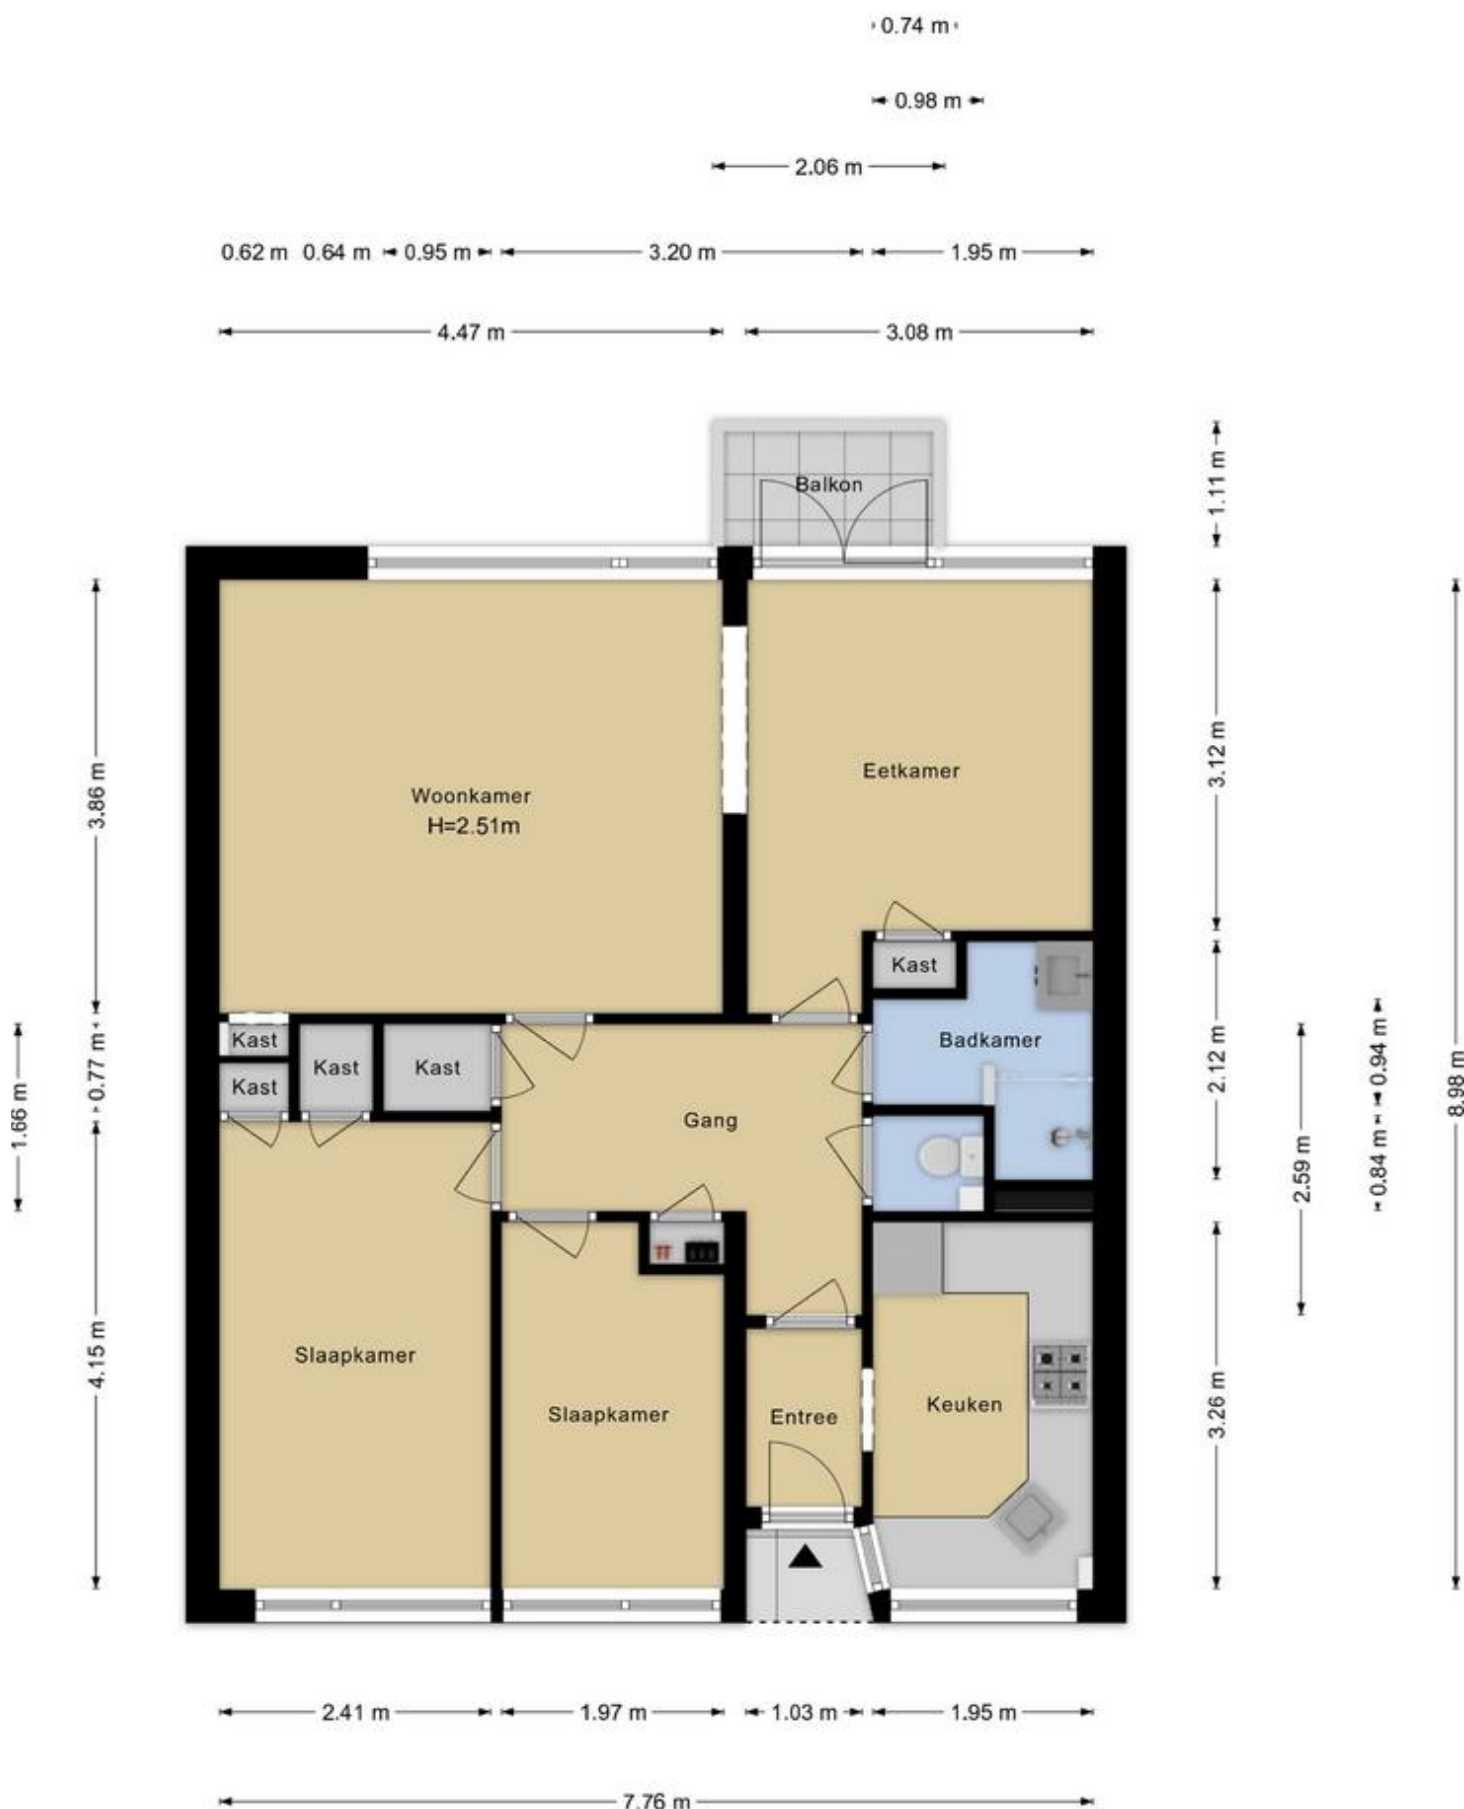 0.74 m
0.98 m
2.06 m
0.62 m 0.64 m 0.95 m 3.20 m 1.95 m
4.47 m 3.08 m
1.11 m
Balkon
3.86 m
3.12 m
Eetkamer
Woonkamer
H=2.51m
Kast
Kast
Kast
Kast
Kast
Badkamer
Gang
1.66 m
0.77 m
2.12 m
0.94 m
8.98 m
2.59 m
0.84 m
4.15 m
Slaapkamer
Slaapkamer
Entree
Keuken
3.26 m
2.41 m 1.97 m 1.03 m 1.95 m
7.76 m